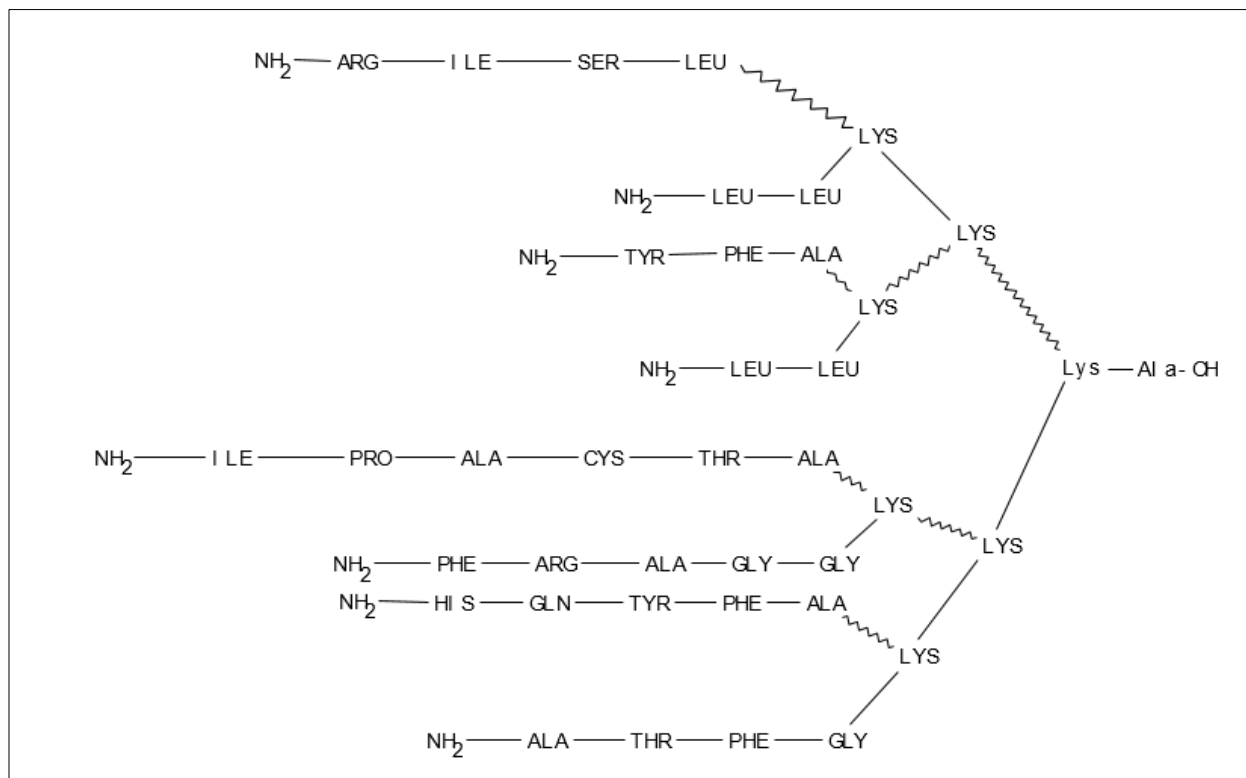 NH2 ARG ILE SER LEU
LYS
NH2 LEU LEU
LYS
NH2 TYR PHE ALA
LYS
NH2 LEU LEU
Lys Ala-OH
NH2 ILE PRO ALA CYS THR ALA
LYS
LYS
NH2 PHE ARG ALA GLY GLY
NH2 HIS GLN TYR PHE ALA
LYS
NH2 ALA THR PHE GLY